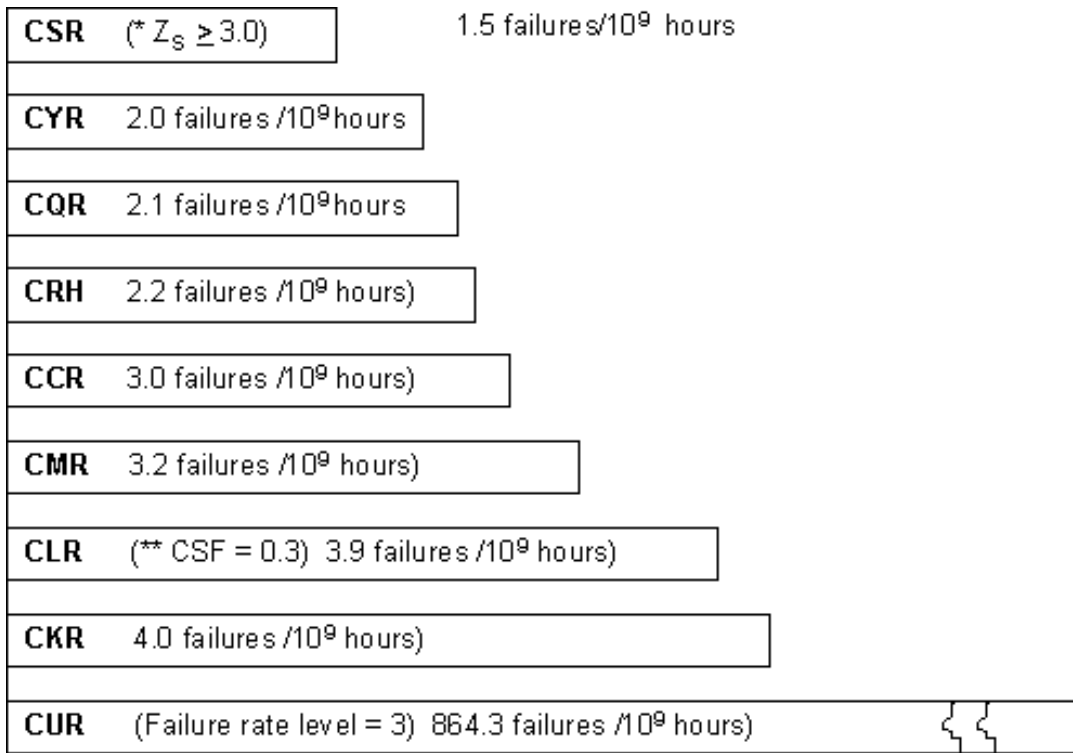 CSR (* Zₛ ≥ 3.0) 1.5 failures/10⁹ hours
CYR 2.0 failures /10⁹ hours
CQR 2.1 failures /10⁹ hours
CRH 2.2 failures /10⁹ hours)
CCR 3.0 failures /10⁹ hours)
CMR 3.2 failures /10⁹ hours)
CLR (** CSF = 0.3) 3.9 failures /10⁹ hours)
CKR 4.0 failures /10⁹ hours)
CUR (Failure rate level = 3) 864.3 failures /10⁹ hours)